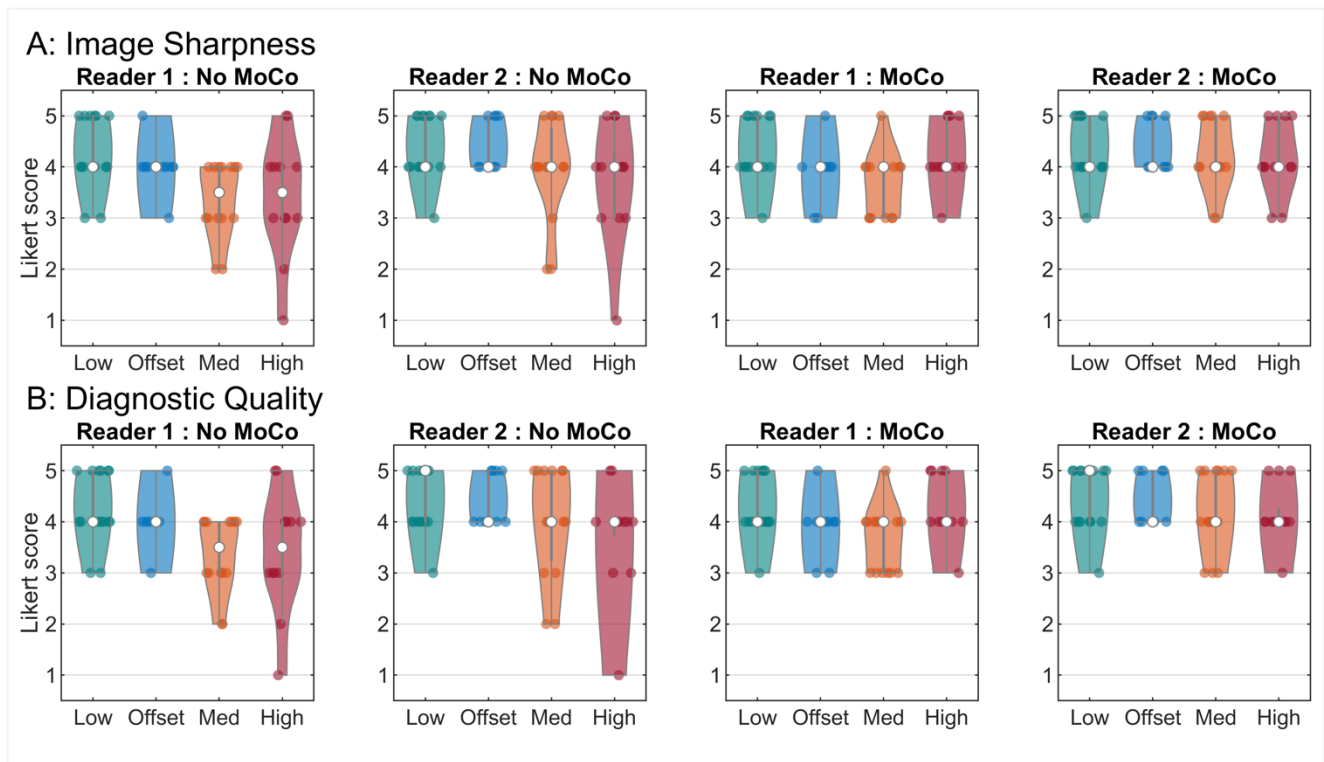 A: Image Sharpness
Reader 1 : No MoCo
Reader 2 : No MoCo
Reader 1 : MoCo
Reader 2 : MoCo
Likert score
5
4
3
2
1
5
4
3
2
1
5
4
3
2
1
5
4
3
2
1
Low Offset Med High
Low Offset Med High
Low Offset Med High
Low Offset Med High
B: Diagnostic Quality
Reader 1 : No MoCo
Reader 2 : No MoCo
Reader 1 : MoCo
Reader 2 : MoCo
Likert score
5
4
3
2
1
5
4
3
2
1
5
4
3
2
1
5
4
3
2
1
Low Offset Med High
Low Offset Med High
Low Offset Med High
Low Offset Med High